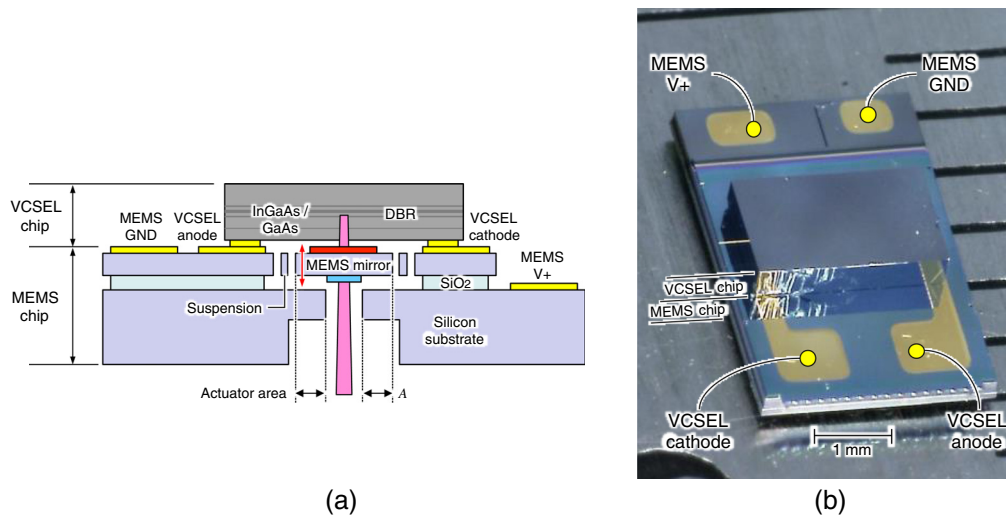 VCSEL
chip
MEMS
chip
MEMS
GND
VCSEL
anode
InGaAs /
GaAs
DBR
VCSEL
cathode
MEMS
V+
MEMS mirror
SiO2
Suspension
Silicon
substrate
Actuator area
A
(a)
MEMS
V+
MEMS
GND
VCSEL chip
MEMS chip
VCSEL
cathode
VCSEL
anode
1 mm
(b)